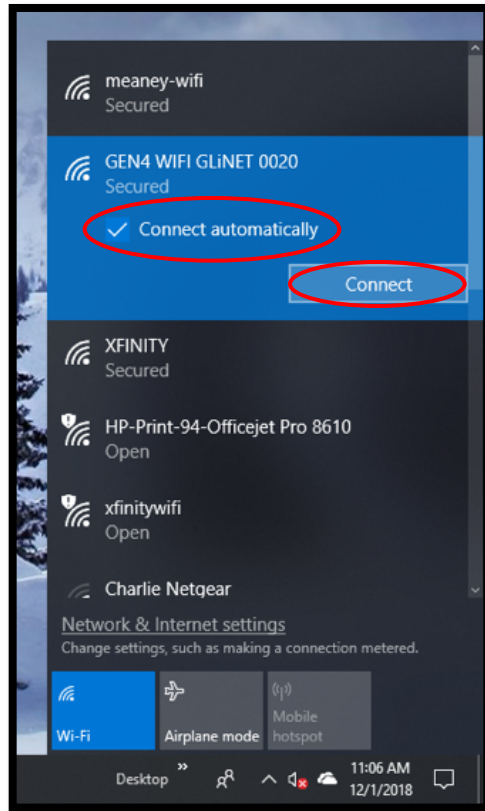 meaney-wifi
Secured
GEN4 WIFI GLiNET 0020
Secured
Connect automatically
Connect
XFINITY
Secured
HP-Print-94-Officejet Pro 8610
Open
xfinitywifi
Open
Charlie Netgear
Network & Internet settings
Change settings, such as making a connection metered.
Wi-Fi
Airplane mode
Mobile
hotspot
Desktop
11:06 AM
12/1/2018